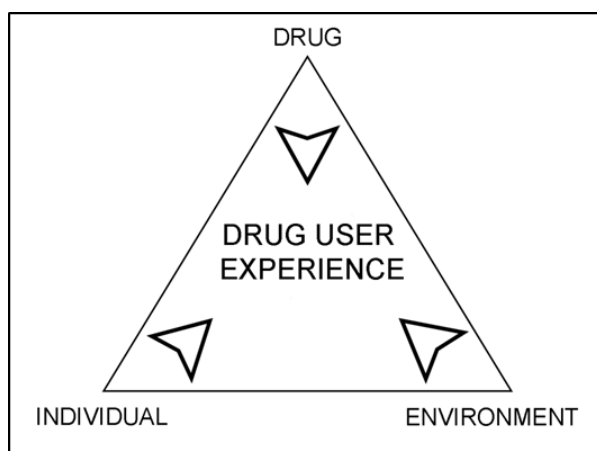 DRUG
DRUG USER
EXPERIENCE
INDIVIDUAL
ENVIRONMENT